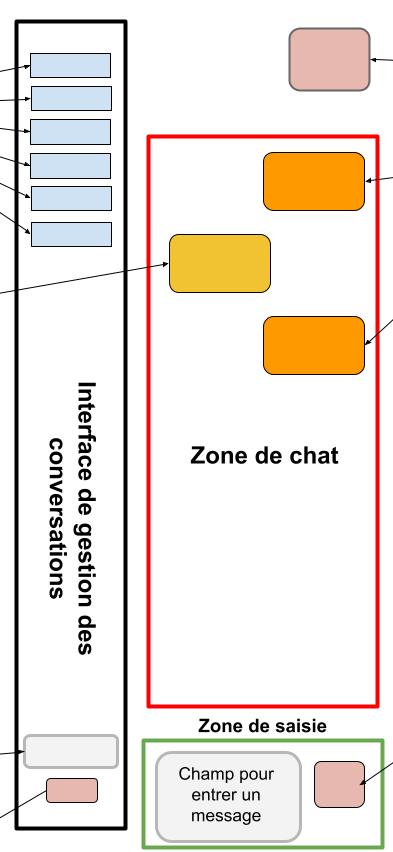 Interface de gestion des
conversations
Zone de chat
Zone de saisie
Champ pour
entrer un
message